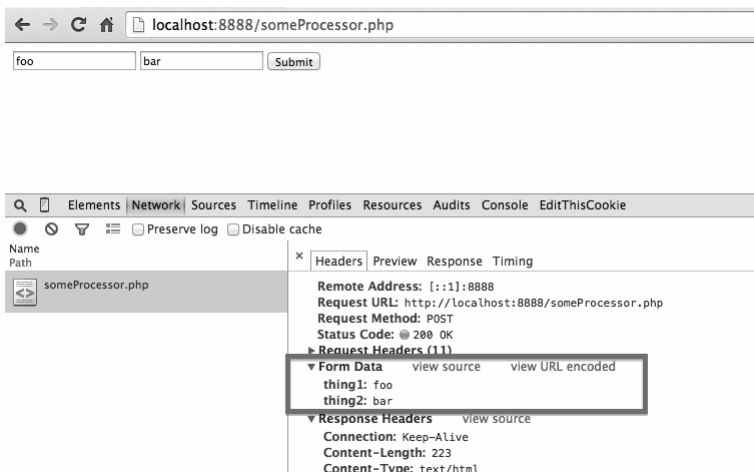 localhost:8888/someProcessor.php
foo bar Submit
Elements Network Sources Timeline Profiles Resources Audits Console EditThisCookie
Preserve log Disable cache
Name
Path
× Headers Preview Response Timing
someProcessor.php
Remote Address: [::1]:8888
Request URL: http://localhost:8888/someProcessor.php
Request Method: POST
Status Code: 200 OK
Request Headers (11)
Form Data view source view URL encoded
thing1: foo
thing2: bar
Response Headers view source
Connection: Keep-Alive
Content-Length: 223
Content-Type: text/html